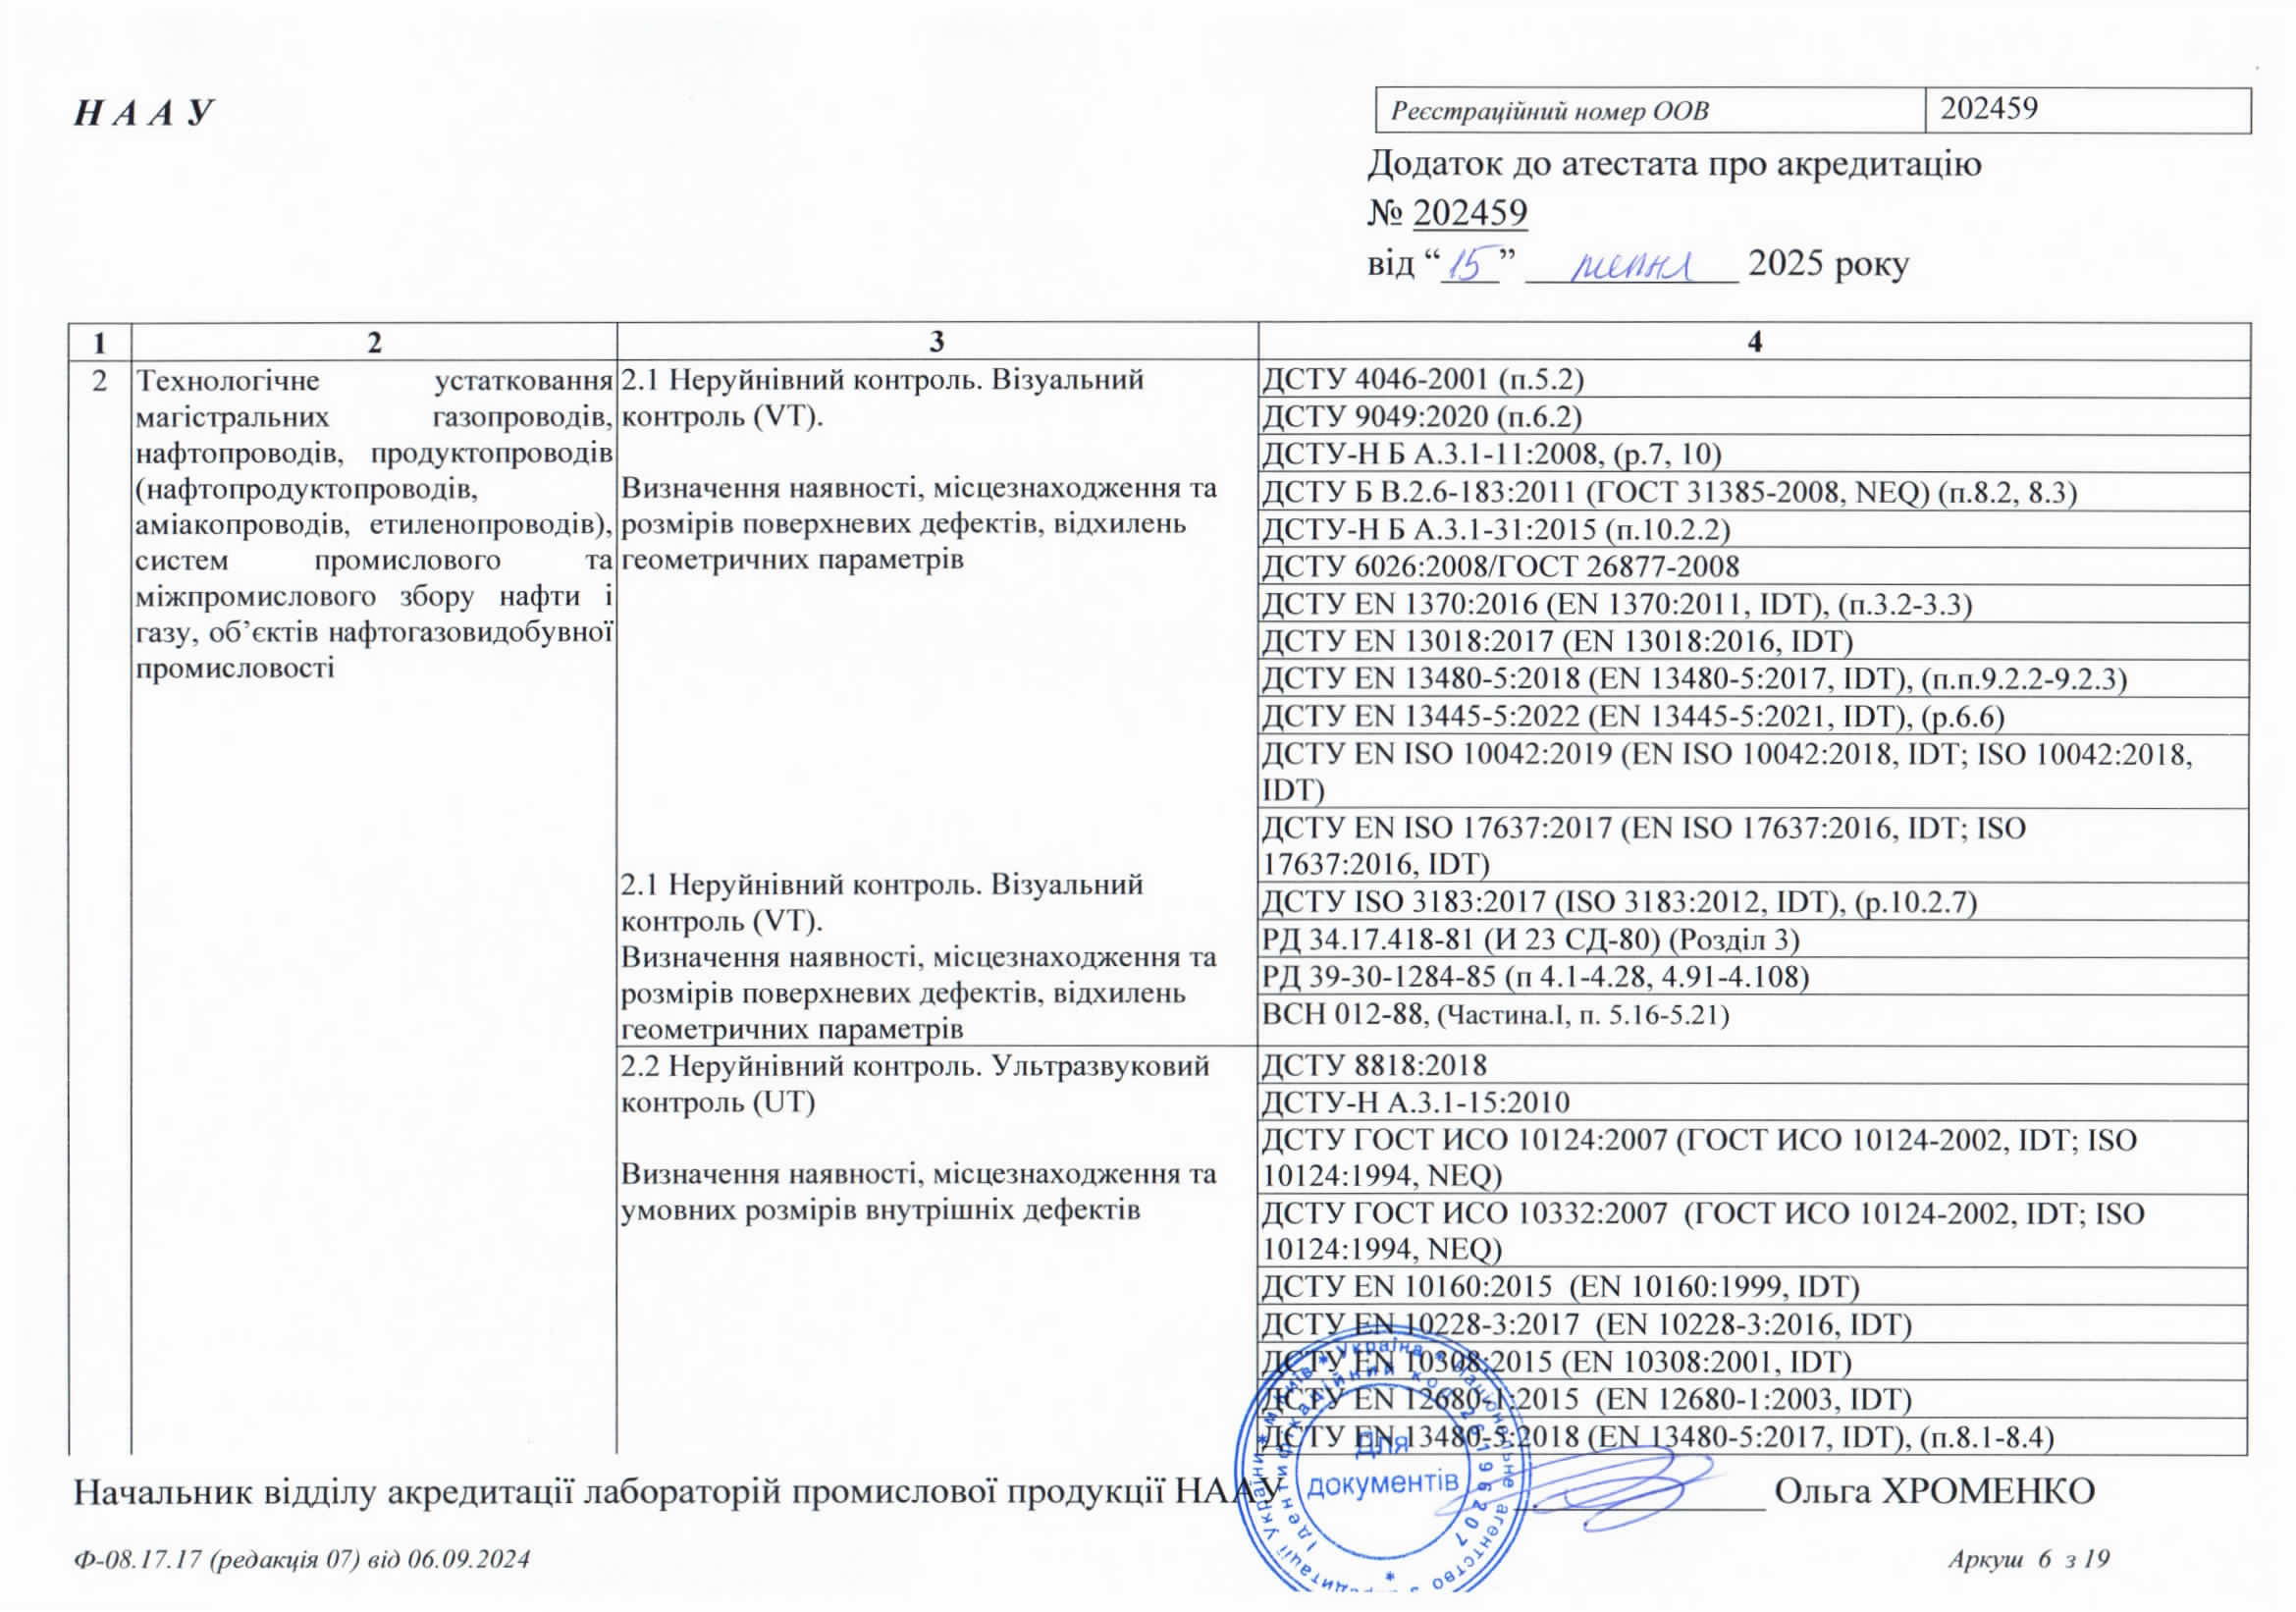 Н А А У
Реєстраційний номер ООВ 202459
Додаток до атестата про акредитацію
№ 202459
від “15” липня 2025 року
1 2 3 4
2
Технологічне устатковання
магістральних газопроводів,
нафтопроводів, продуктопроводів
(нафтопродуктопроводів,
аміакопроводів, етиленопроводів),
систем промислового та
міжпромислового збору нафти і
газу, об’єктів нафтогазовидобувної
промисловості
2.1 Неруйнівний контроль. Візуальний
контроль (VT).
Визначення наявності, місцезнаходження та
розмірів поверхневих дефектів, відхилень
геометричних параметрів
2.1 Неруйнівний контроль. Візуальний
контроль (VT).
Визначення наявності, місцезнаходження та
розмірів поверхневих дефектів, відхилень
геометричних параметрів
ДСТУ 4046-2001 (п.5.2)
ДСТУ 9049:2020 (п.6.2)
ДСТУ-Н Б А.3.1-11:2008, (р.7, 10)
ДСТУ Б В.2.6-183:2011 (ГОСТ 31385-2008, NEQ) (п.8.2, 8.3)
ДСТУ-Н Б А.3.1-31:2015 (п.10.2.2)
ДСТУ 6026:2008/ГОСТ 26877-2008
ДСТУ EN 1370:2016 (EN 1370:2011, IDT), (п.3.2-3.3)
ДСТУ EN 13018:2017 (EN 13018:2016, IDT)
ДСТУ EN 13480-5:2018 (EN 13480-5:2017, IDT), (п.п.9.2.2-9.2.3)
ДСТУ EN 13445-5:2022 (EN 13445-5:2021, IDT), (р.6.6)
ДСТУ EN ISO 10042:2019 (EN ISO 10042:2018, IDT; ISO 10042:2018,
IDT)
ДСТУ EN ISO 17637:2017 (EN ISO 17637:2016, IDT; ISO
17637:2016, IDT)
ДСТУ ISO 3183:2017 (ISO 3183:2012, IDT), (р.10.2.7)
РД 34.17.418-81 (И 23 СД-80) (Розділ 3)
РД 39-30-1284-85 (п 4.1-4.28, 4.91-4.108)
ВСН 012-88, (Частина.І, п. 5.16-5.21)
2.2 Неруйнівний контроль. Ультразвуковий
контроль (UT)
Визначення наявності, місцезнаходження та
умовних розмірів внутрішніх дефектів
ДСТУ 8818:2018
ДСТУ-Н А.3.1-15:2010
ДСТУ ГОСТ ИСО 10124:2007 (ГОСТ ИСО 10124-2002, IDT; ISO
10124:1994, NEQ)
ДСТУ ГОСТ ИСО 10332:2007 (ГОСТ ИСО 10124-2002, IDT; ISO
10124:1994, NEQ)
ДСТУ EN 10160:2015 (EN 10160:1999, IDT)
ДСТУ EN 10228-3:2017 (EN 10228-3:2016, IDT)
ДСТУ EN 10308:2015 (EN 10308:2001, IDT)
ДСТУ EN 12680-1:2015 (EN 12680-1:2003, IDT)
ДСТУ EN 13480-5:2018 (EN 13480-5:2017, IDT), (п.8.1-8.4)
Начальник відділу акредитації лабораторій промислової продукції НААУ Ольга ХРОМЕНКО
Україна * Національне агентство з акредитації України * м. Київ *
Ідентифікаційний код 26196207
Для
документів
Ф-08.17.17 (редакція 07) від 06.09.2024
Аркуш 6 з 19